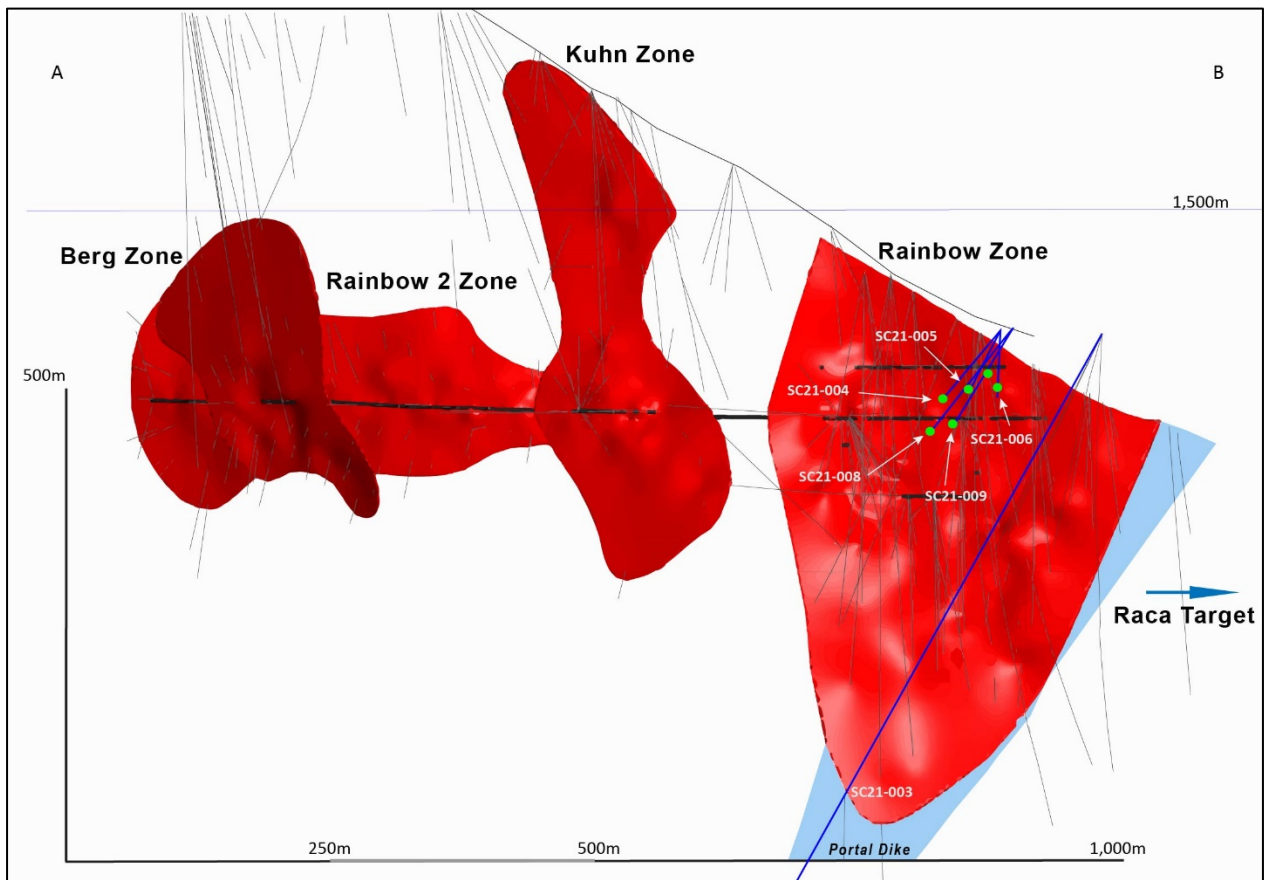 A
Kuhn Zone
B
1,500m
Berg Zone
Rainbow 2 Zone
Rainbow Zone
SC21-005
500m
SC21-004
SC21-006
SC21-008
SC21-009
Raca Target
SC21-003
250m
500m
Portal Dike
1,000m